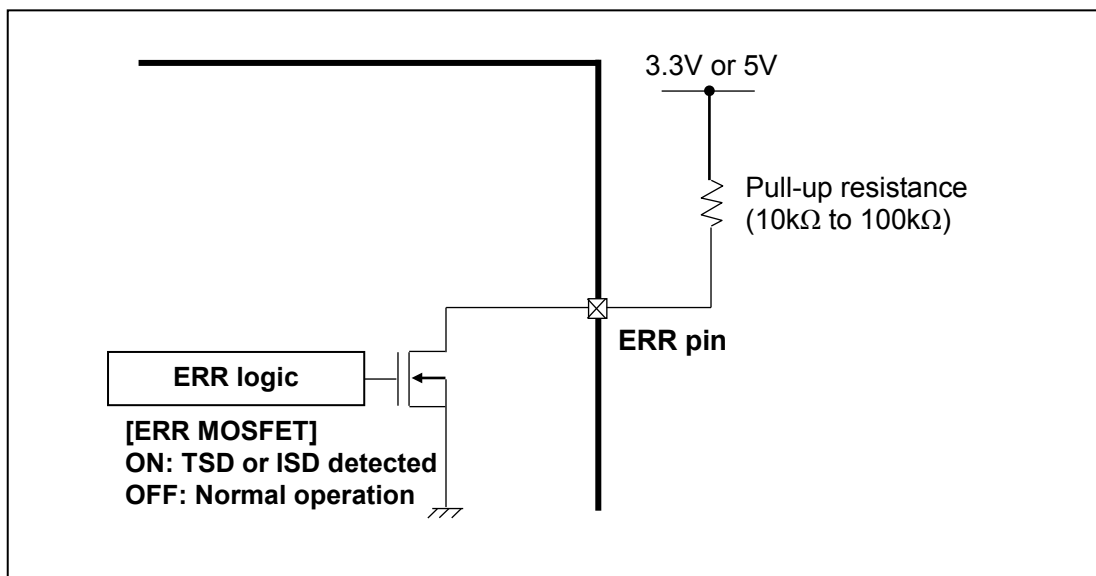 3.3V or 5V
Pull-up resistance
(10kΩ to 100kΩ)
ERR pin
ERR logic
[ERR MOSFET]
ON: TSD or ISD detected
OFF: Normal operation